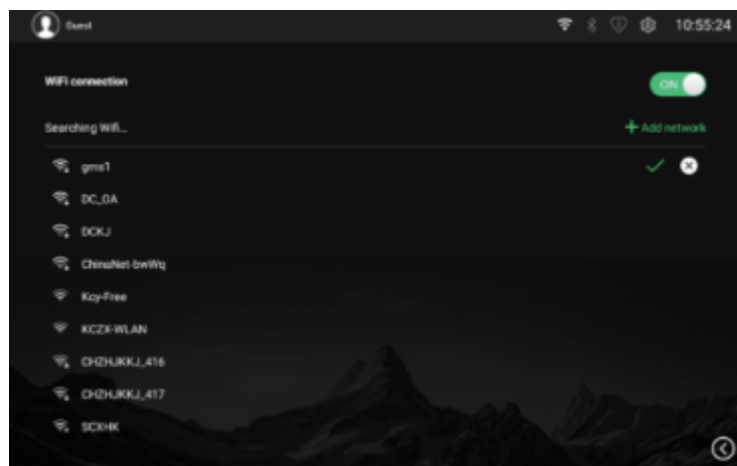 Guest
10:55:24
WiFi connection
ON
Searching Wifi...
+ Add network
gms1
DC_OA
DCKJ
ChinaNet-bwWq
Kcy-Free
KCZX-WLAN
CHZHJKKJ_416
CHZHJKKJ_417
SCXHK